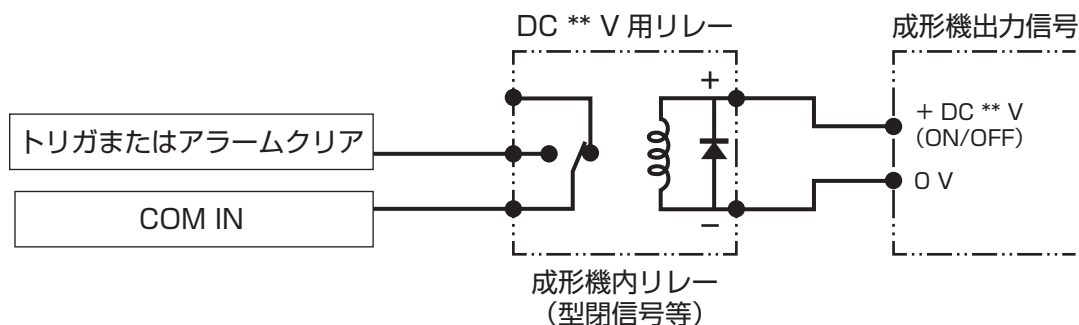 DC ** V 用リレー
成形機出力信号
+
+ DC ** V
(ON/OFF)
トリガまたはアラームクリア
0 V
COM IN
−
成形機内リレー
（型閉信号等）